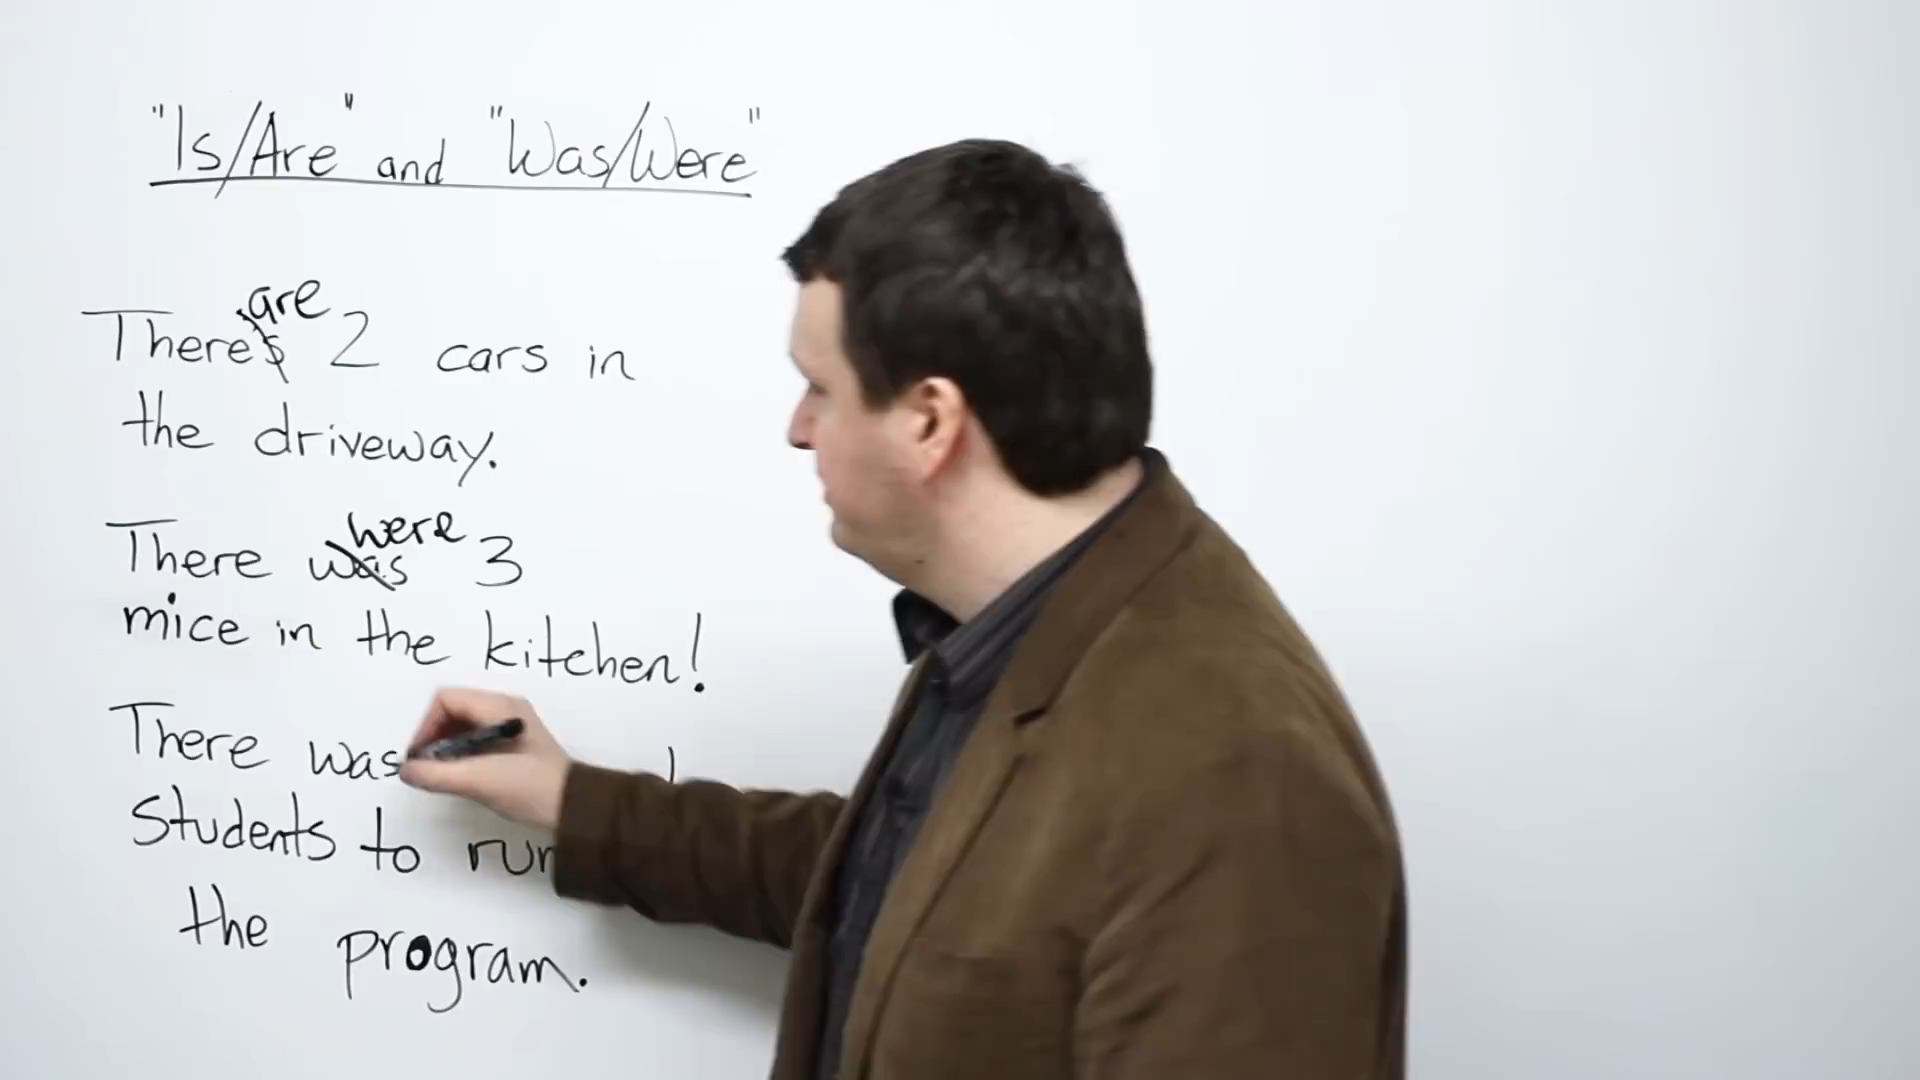 "Is/Are" and "Was/Were"
are
There's 2 cars in
the driveway.
were
There was 3
mice in the kitchen!
There was
students to run
the program.